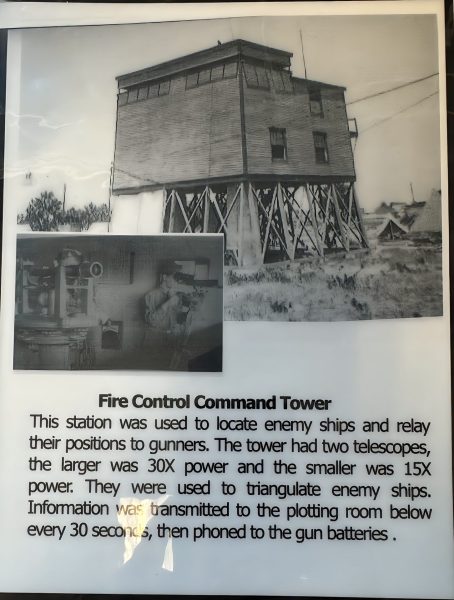 Fire Control Command Tower
This station was used to locate enemy ships and relay
their positions to gunners. The tower had two telescopes,
the larger was 30X power and the smaller was 15X
power. They were used to triangulate enemy ships.
Information was transmitted to the plotting room below
every 30 seconds, then phoned to the gun batteries .